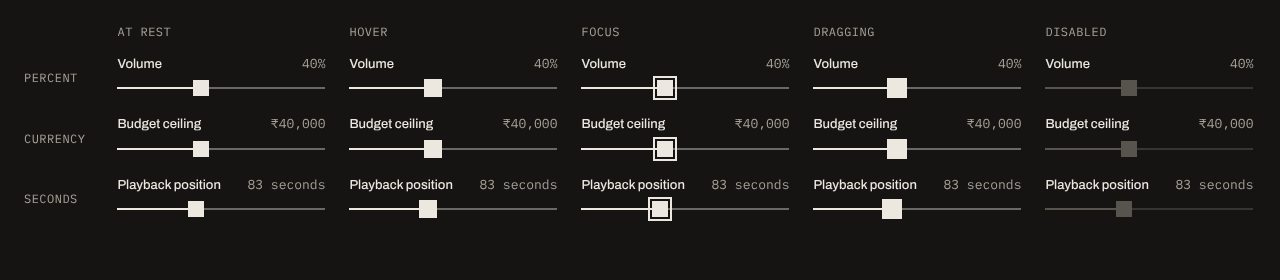 AT REST HOVER FOCUS DRAGGING DISABLED
Volume 40% Volume 40% Volume 40% Volume 40% Volume 40%
PERCENT
Budget ceiling ₹40,000 Budget ceiling ₹40,000 Budget ceiling ₹40,000 Budget ceiling ₹40,000 Budget ceiling ₹40,000
CURRENCY
Playback position 83 seconds Playback position 83 seconds Playback position 83 seconds Playback position 83 seconds Playback position 83 seconds
SECONDS